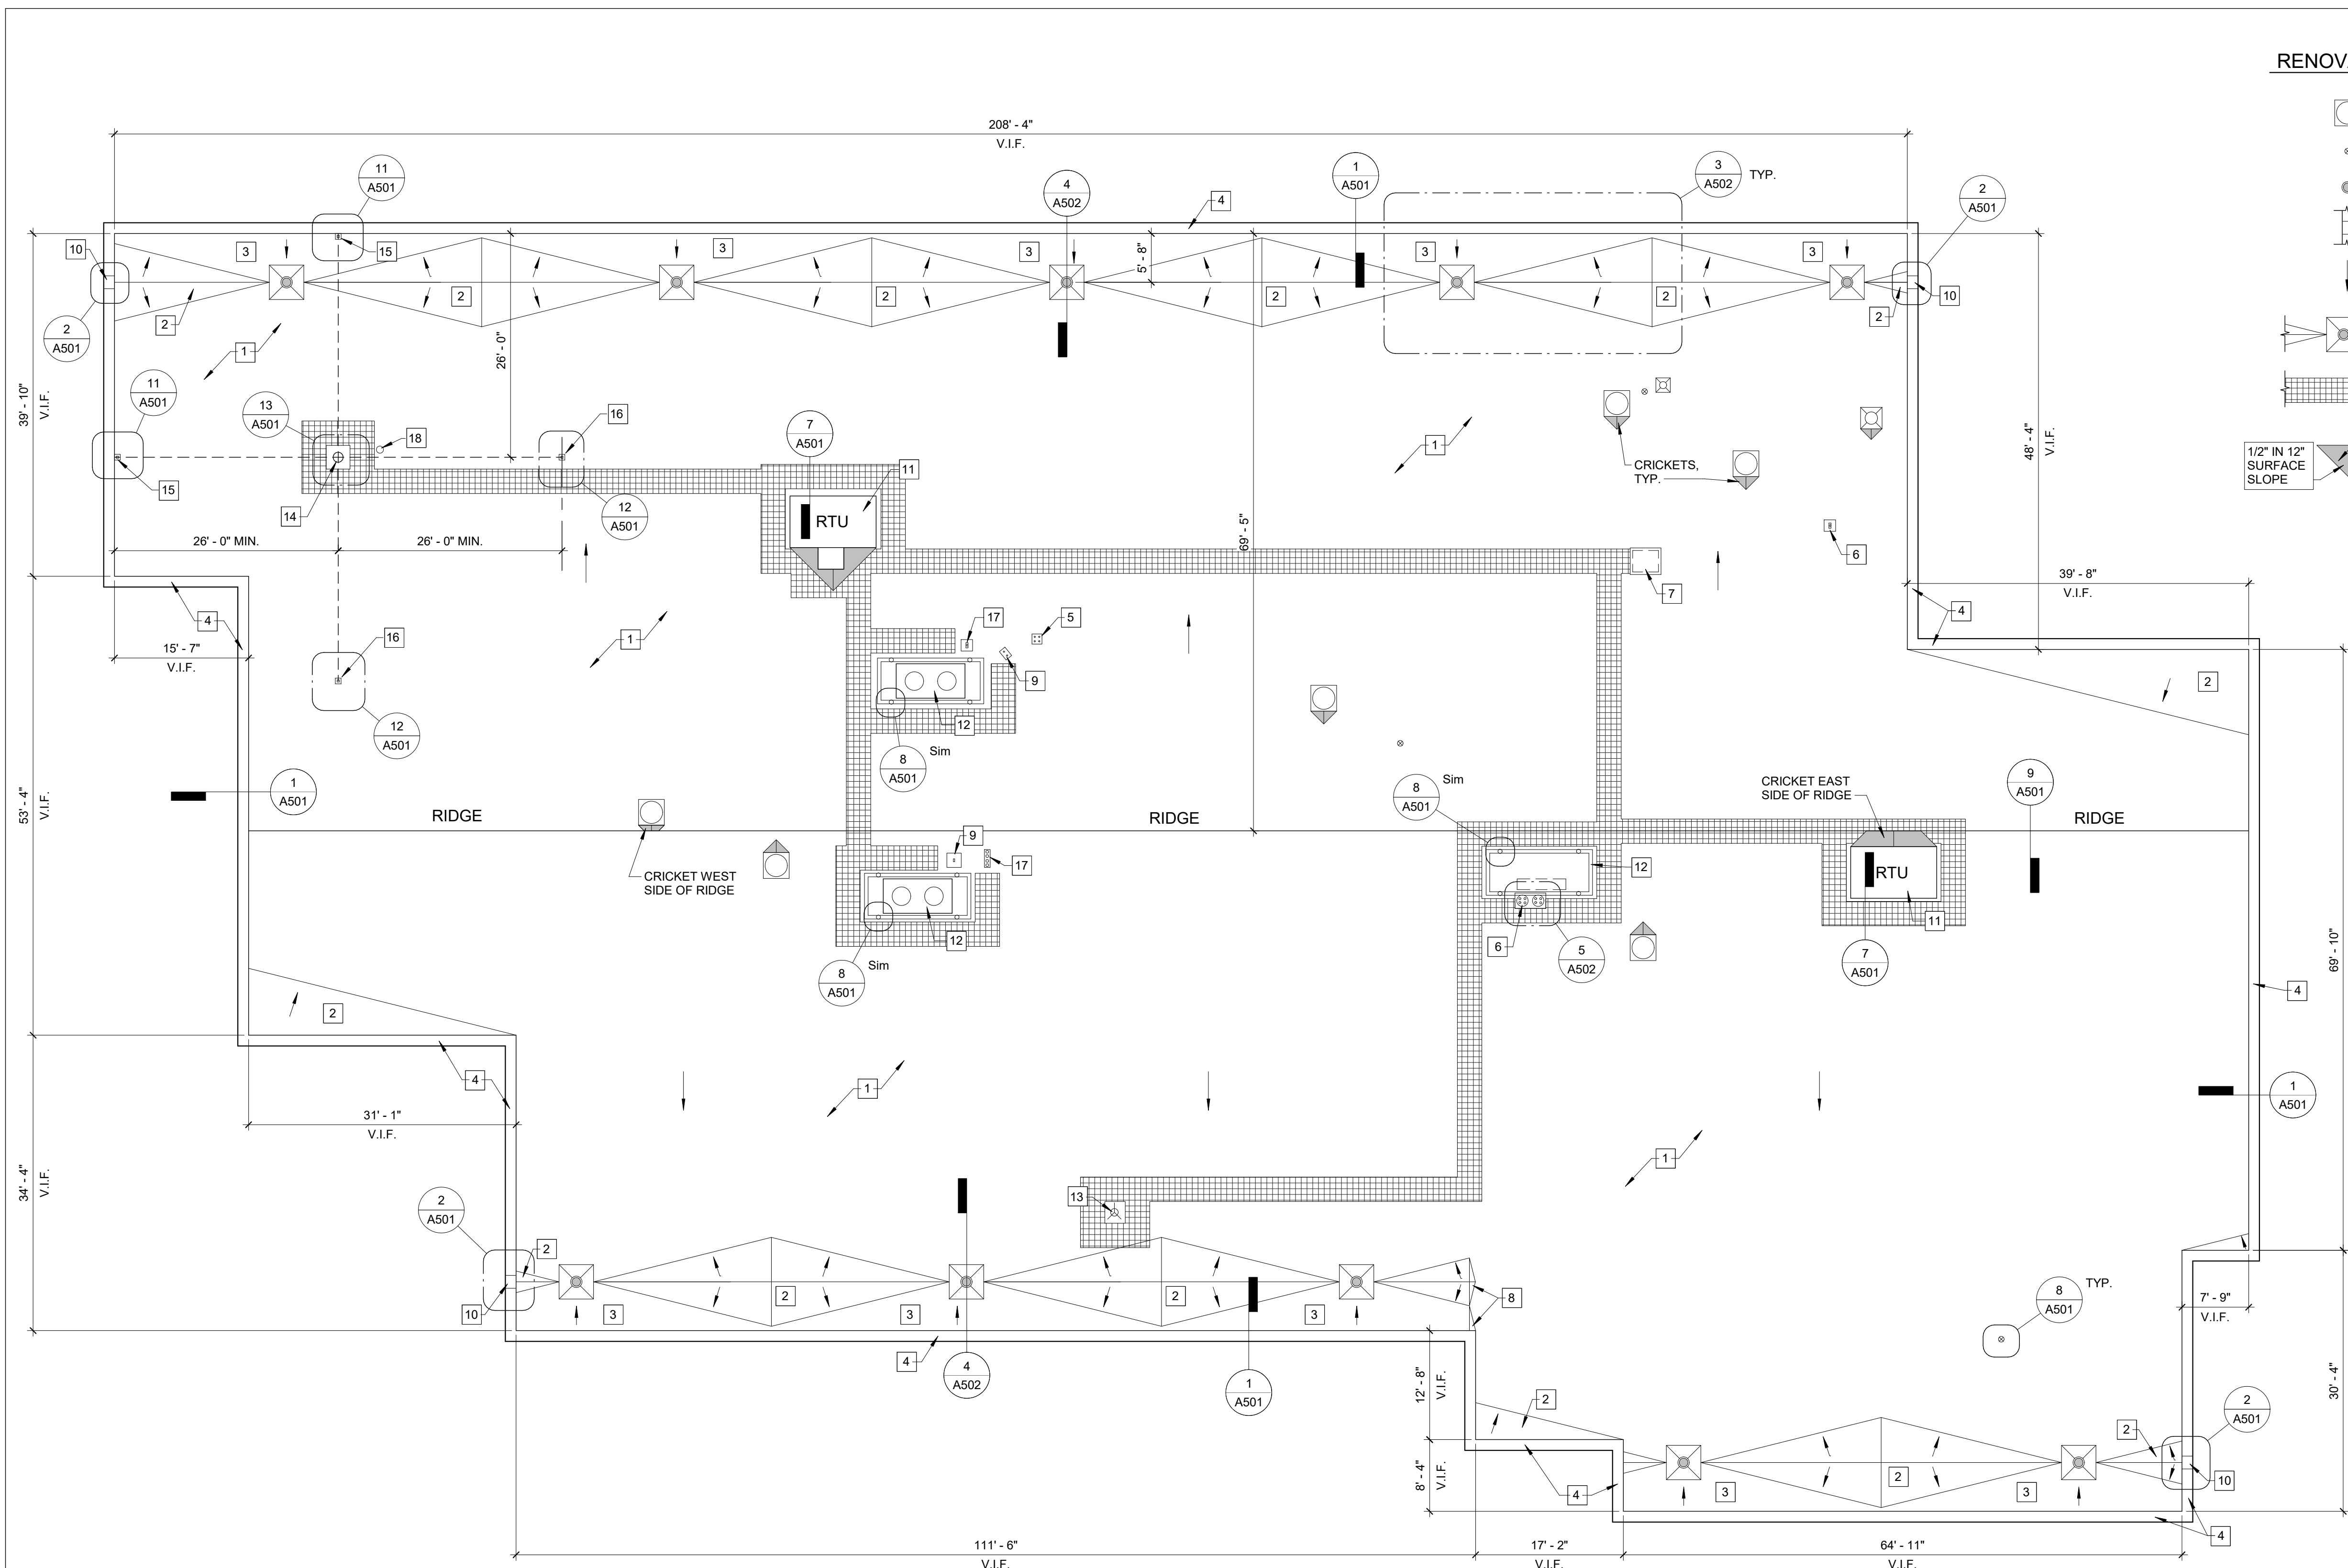 RENOV
208' - 4"
V.I.F.
11
A501
4
A502
1
A501
3
A502
TYP.
2
A501
4
10
3
15
3
3
5' - 8"
3
3
2
2
2
2
2
2
10
2
A501
1
26' - 0"
39' - 10"
V.I.F.
11
A501
13
A501
18
16
7
A501
11
1
48' - 4"
V.I.F.
CRICKETS,
TYP.
1/2" IN 12"
SURFACE
SLOPE
15
14
12
A501
RTU
69' - 5"
6
26' - 0" MIN.
26' - 0" MIN.
7
39' - 8"
V.I.F.
4
4
15' - 7"
V.I.F.
16
1
17
5
9
2
12
A501
12
8
A501
Sim
1
A501
53' - 4"
V.I.F.
8
A501
Sim
CRICKET EAST
SIDE OF RIDGE
9
A501
RIDGE
RIDGE
RIDGE
9
17
12
CRICKET WEST
SIDE OF RIDGE
RTU
12
11
6
5
A502
7
A501
8
A501
Sim
69' - 10"
4
2
4
1
1
A501
31' - 1"
V.I.F.
1
34' - 4"
V.I.F.
2
A501
13
2
10
3
2
3
2
3
8
8
A501
TYP.
7' - 9"
V.I.F.
4
4
A502
1
A501
12' - 8"
V.I.F.
2
30' - 4"
2
A501
2
8' - 4"
V.I.F.
4
3
2
3
10
4
111' - 6"
V.I.F.
17' - 2"
V.I.F.
64' - 11"
V.I.F.